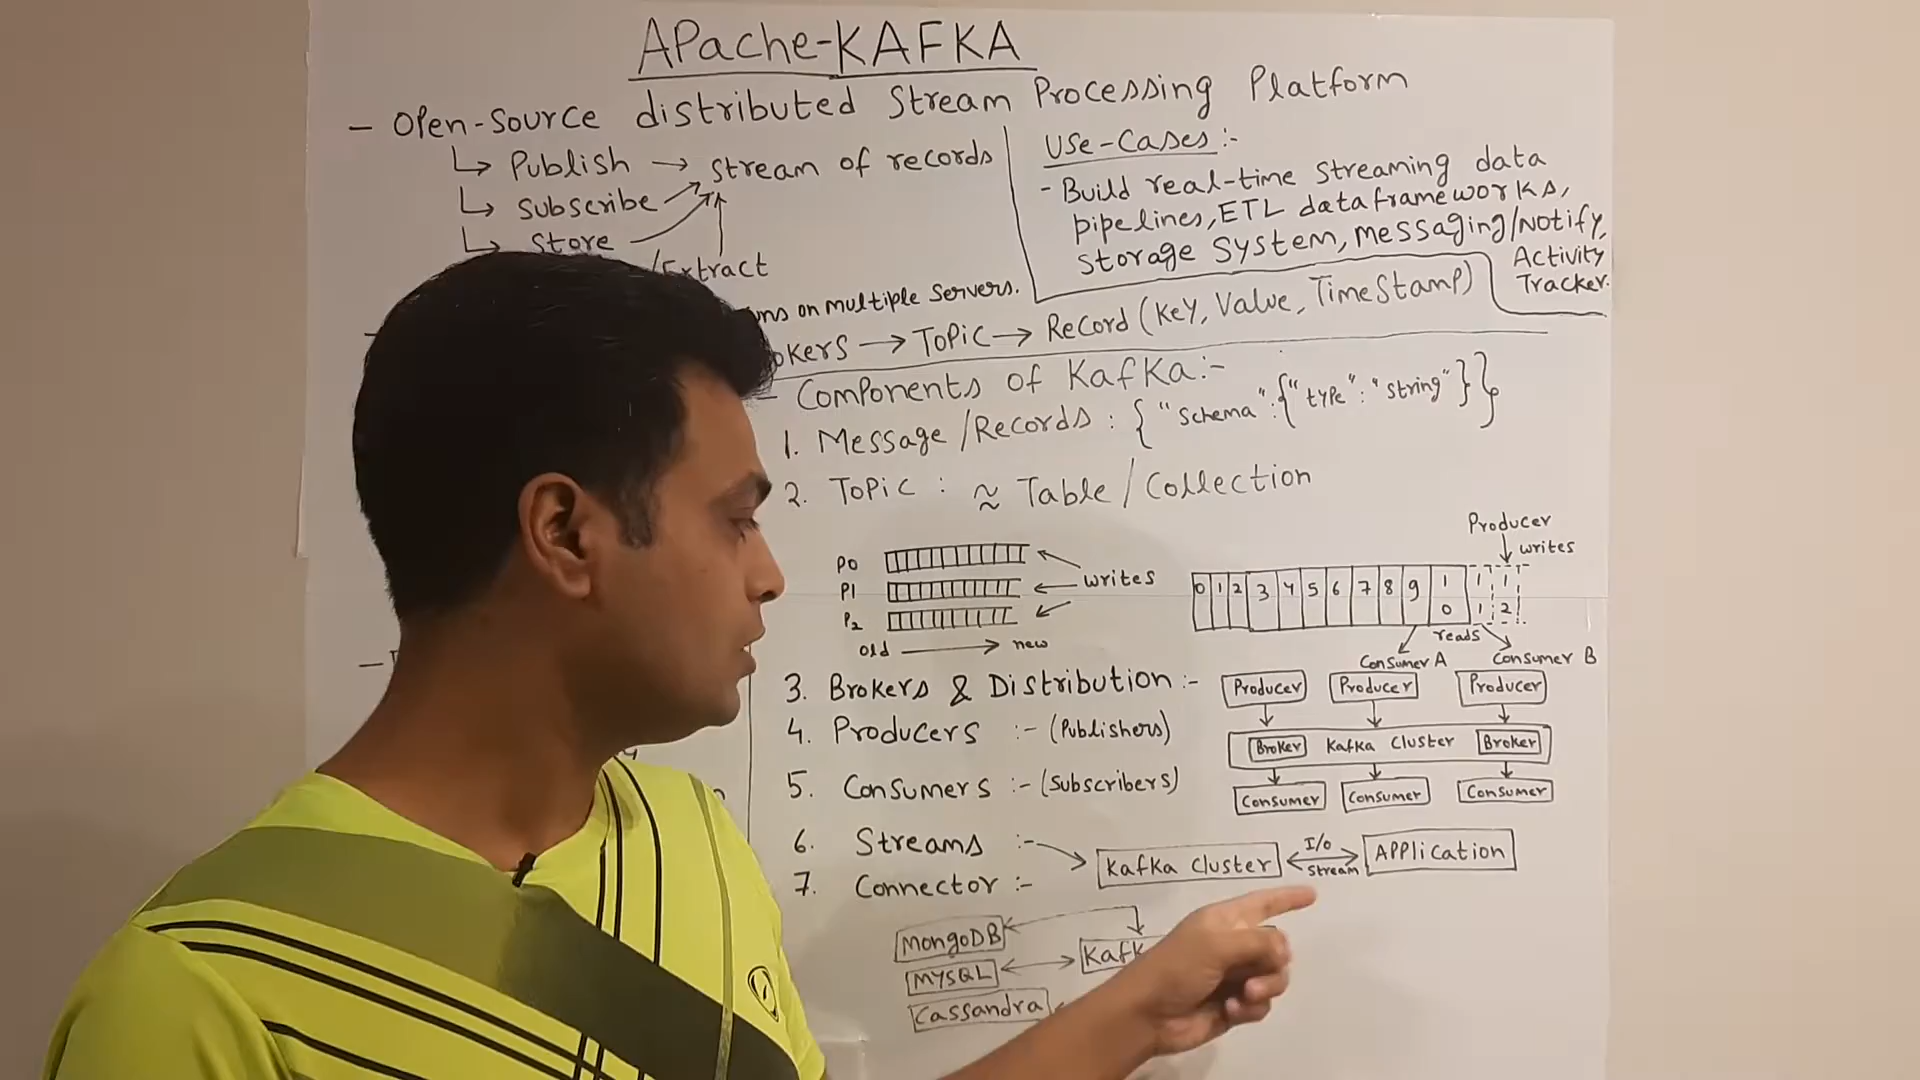 APache-KAFKA
- Open-Source distributed Stream Processing Platform
↳ Publish → stream of records
↳ Subscribe
↳ Store
/Extract
on multiple Servers.
Use-Cases :-
- Build real-time streaming data
pipelines, ETL dataframeworks,
storage system, messaging/Notify,
Activity
Tracker.
→ Topic → Record (Key, Value, TimeStamp)
- Components of Kafka:-
1. Message/Records : { "Schema":{"type":"string"}}
2. Topic : ≈ Table/Collection
P0
P1
P2
writes
old → new
Producer
writes
0 1 2 3 4 5 6 7 8 9 10 11 12
reads
Consumer A
Consumer B
3. Brokers & Distribution :-
Producer Producer Producer
Broker Kafka Cluster Broker
Consumer Consumer Consumer
4. Producers :- (Publishers)
5. Consumers :- (Subscribers)
6. Streams :- → Kafka Cluster I/O Stream Application
7. Connector :-
MongoDB
MYSQL
Cassandra